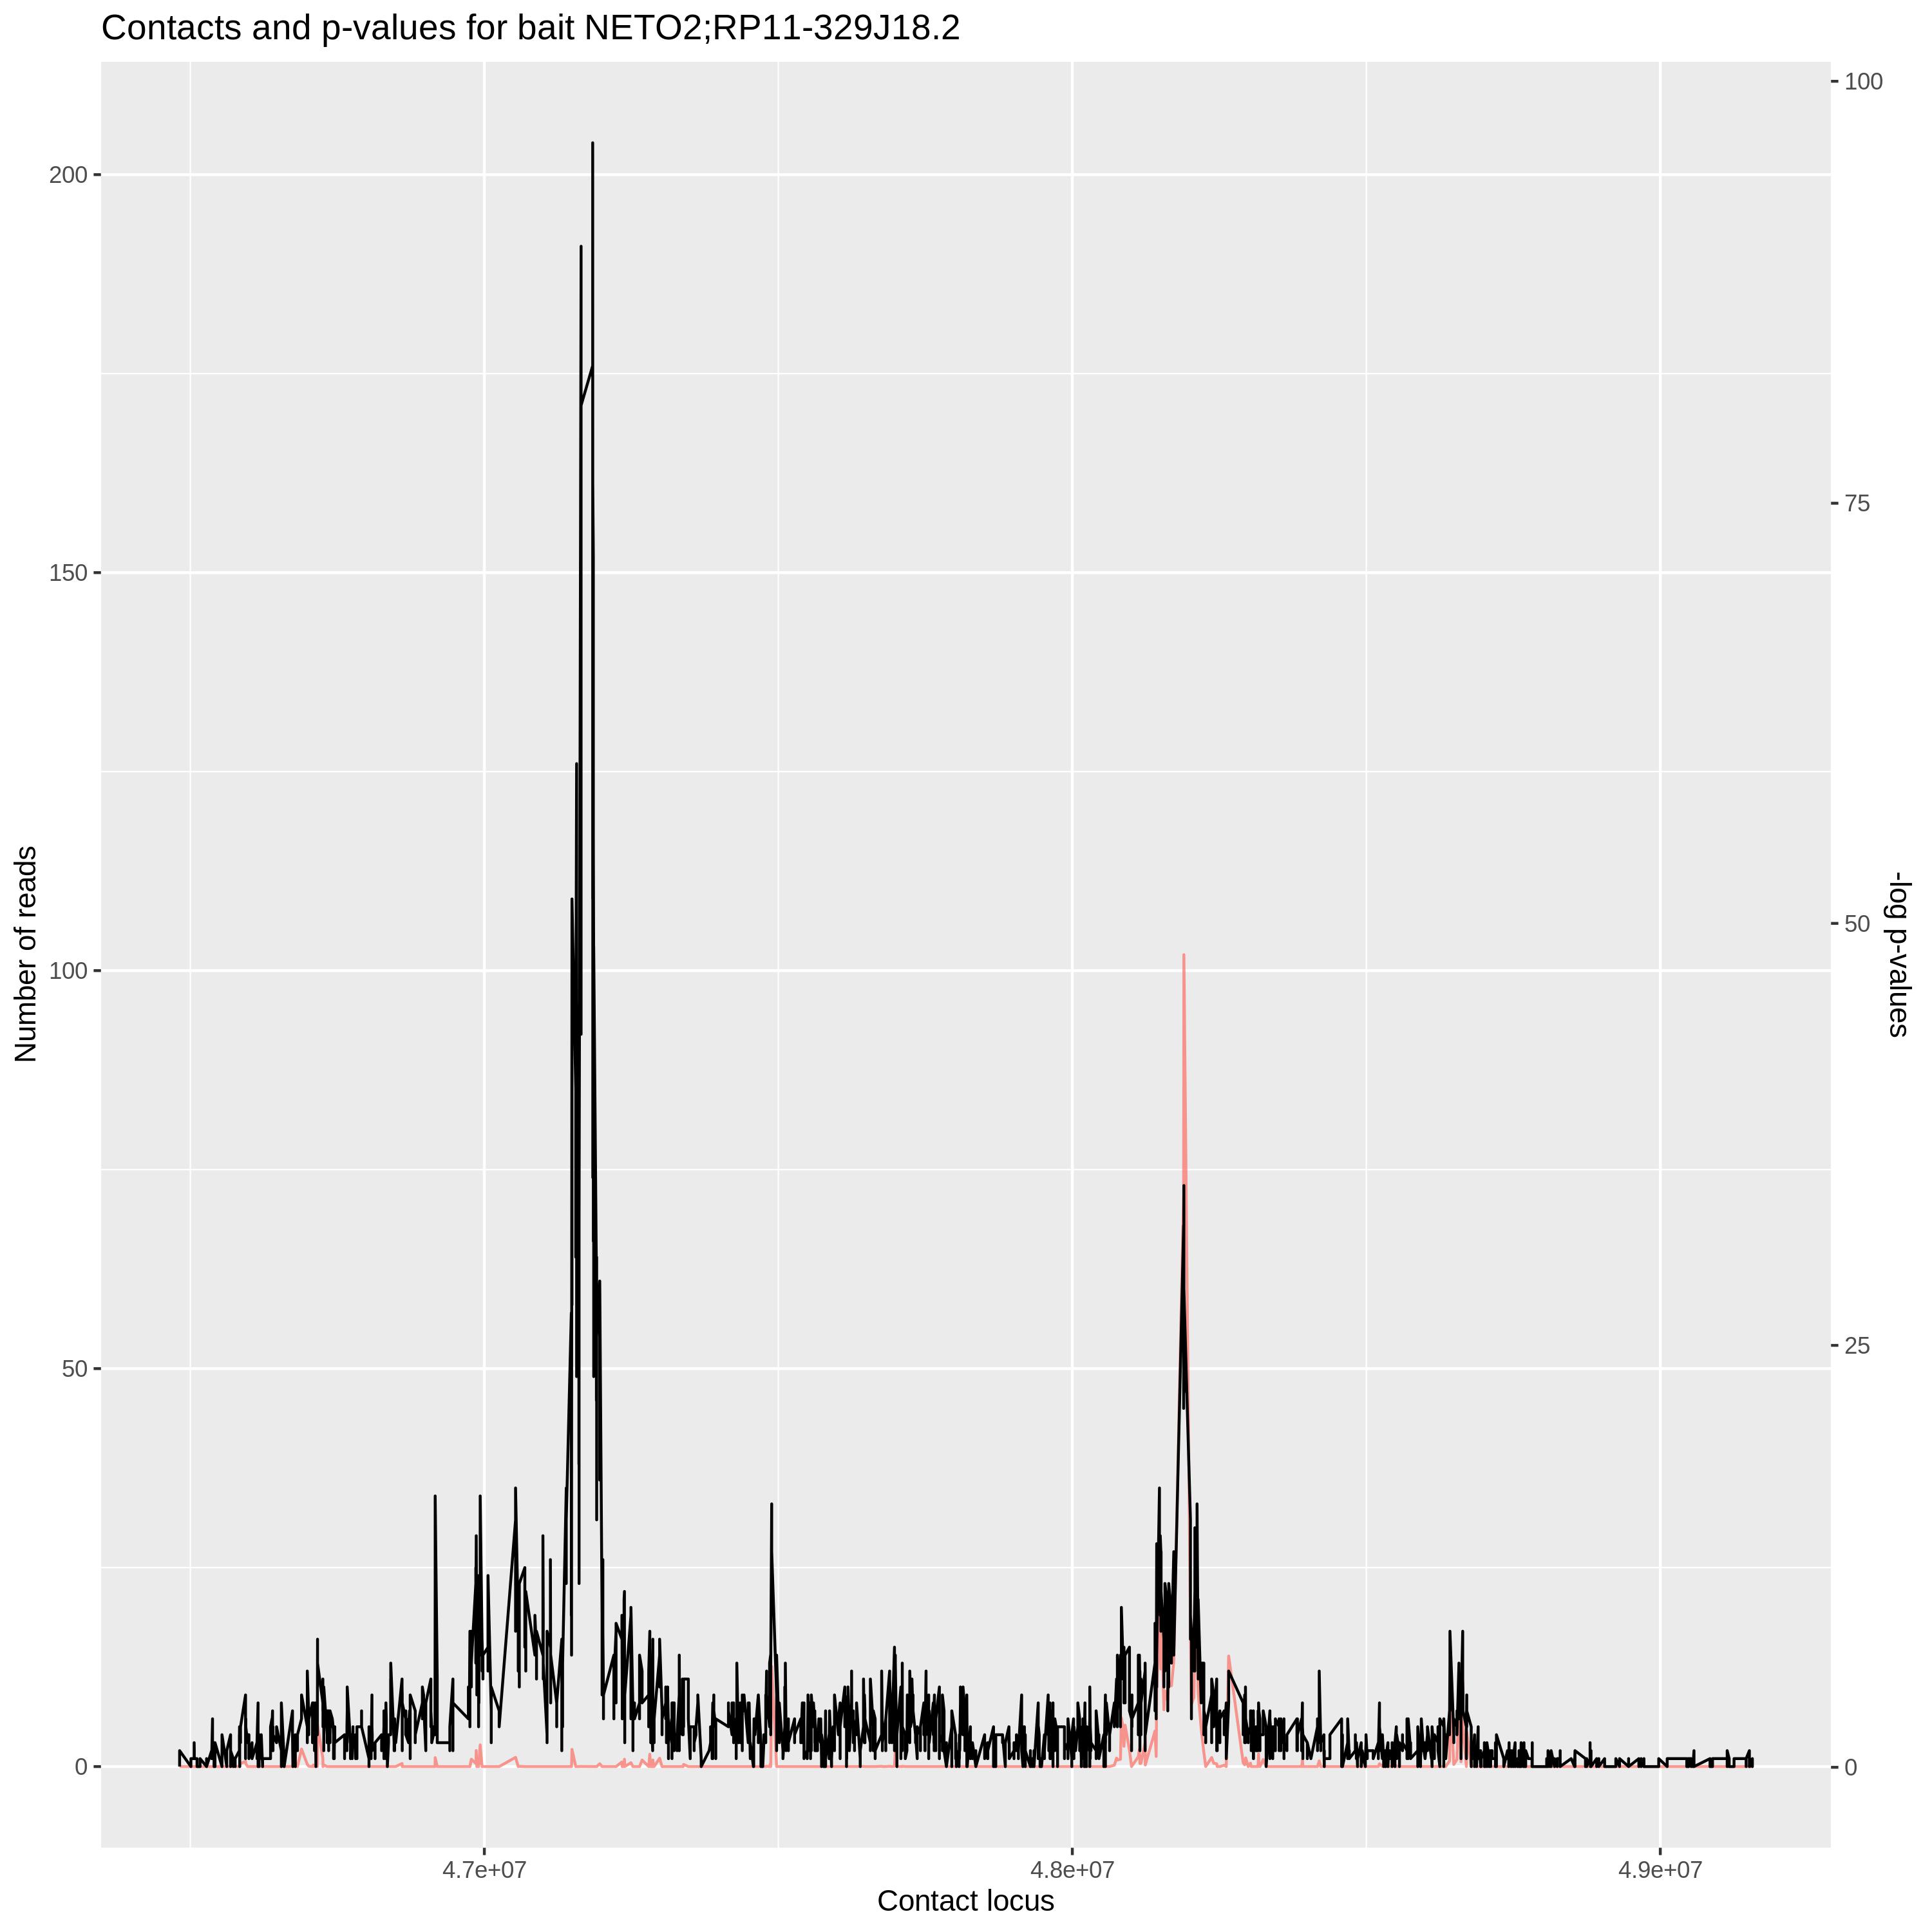 Contacts and p-values for bait NETO2;RP11-329J18.2
Number of reads
200
150
100
50
0
100
75
50
25
0
-log p-values
4.7e+07
4.8e+07
4.9e+07
Contact locus